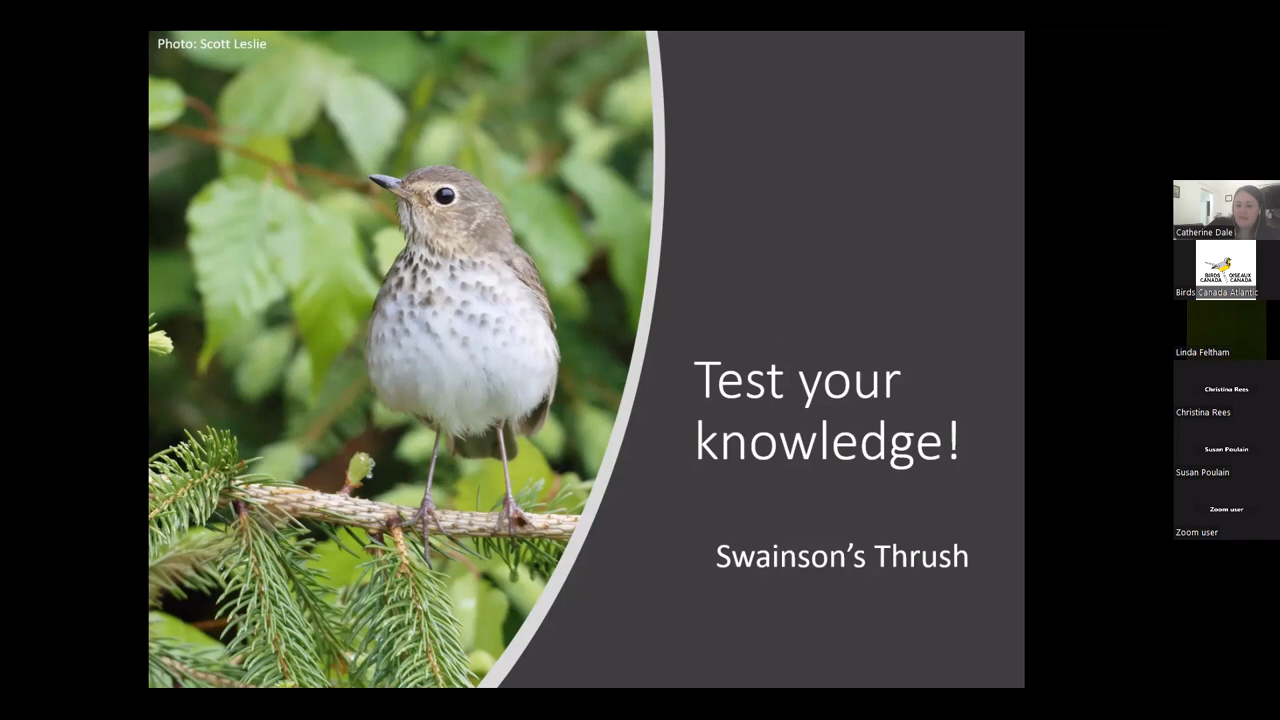 Photo: Scott Leslie
Test your
knowledge!
Swainson's Thrush
Catherine Dale
BIRDS OISEAUX
CANADA CANADA
Birds Canada Atlantic
Linda Feltham
Christina Rees
Christina Rees
Susan Poulain
Susan Poulain
Zoom user
Zoom user